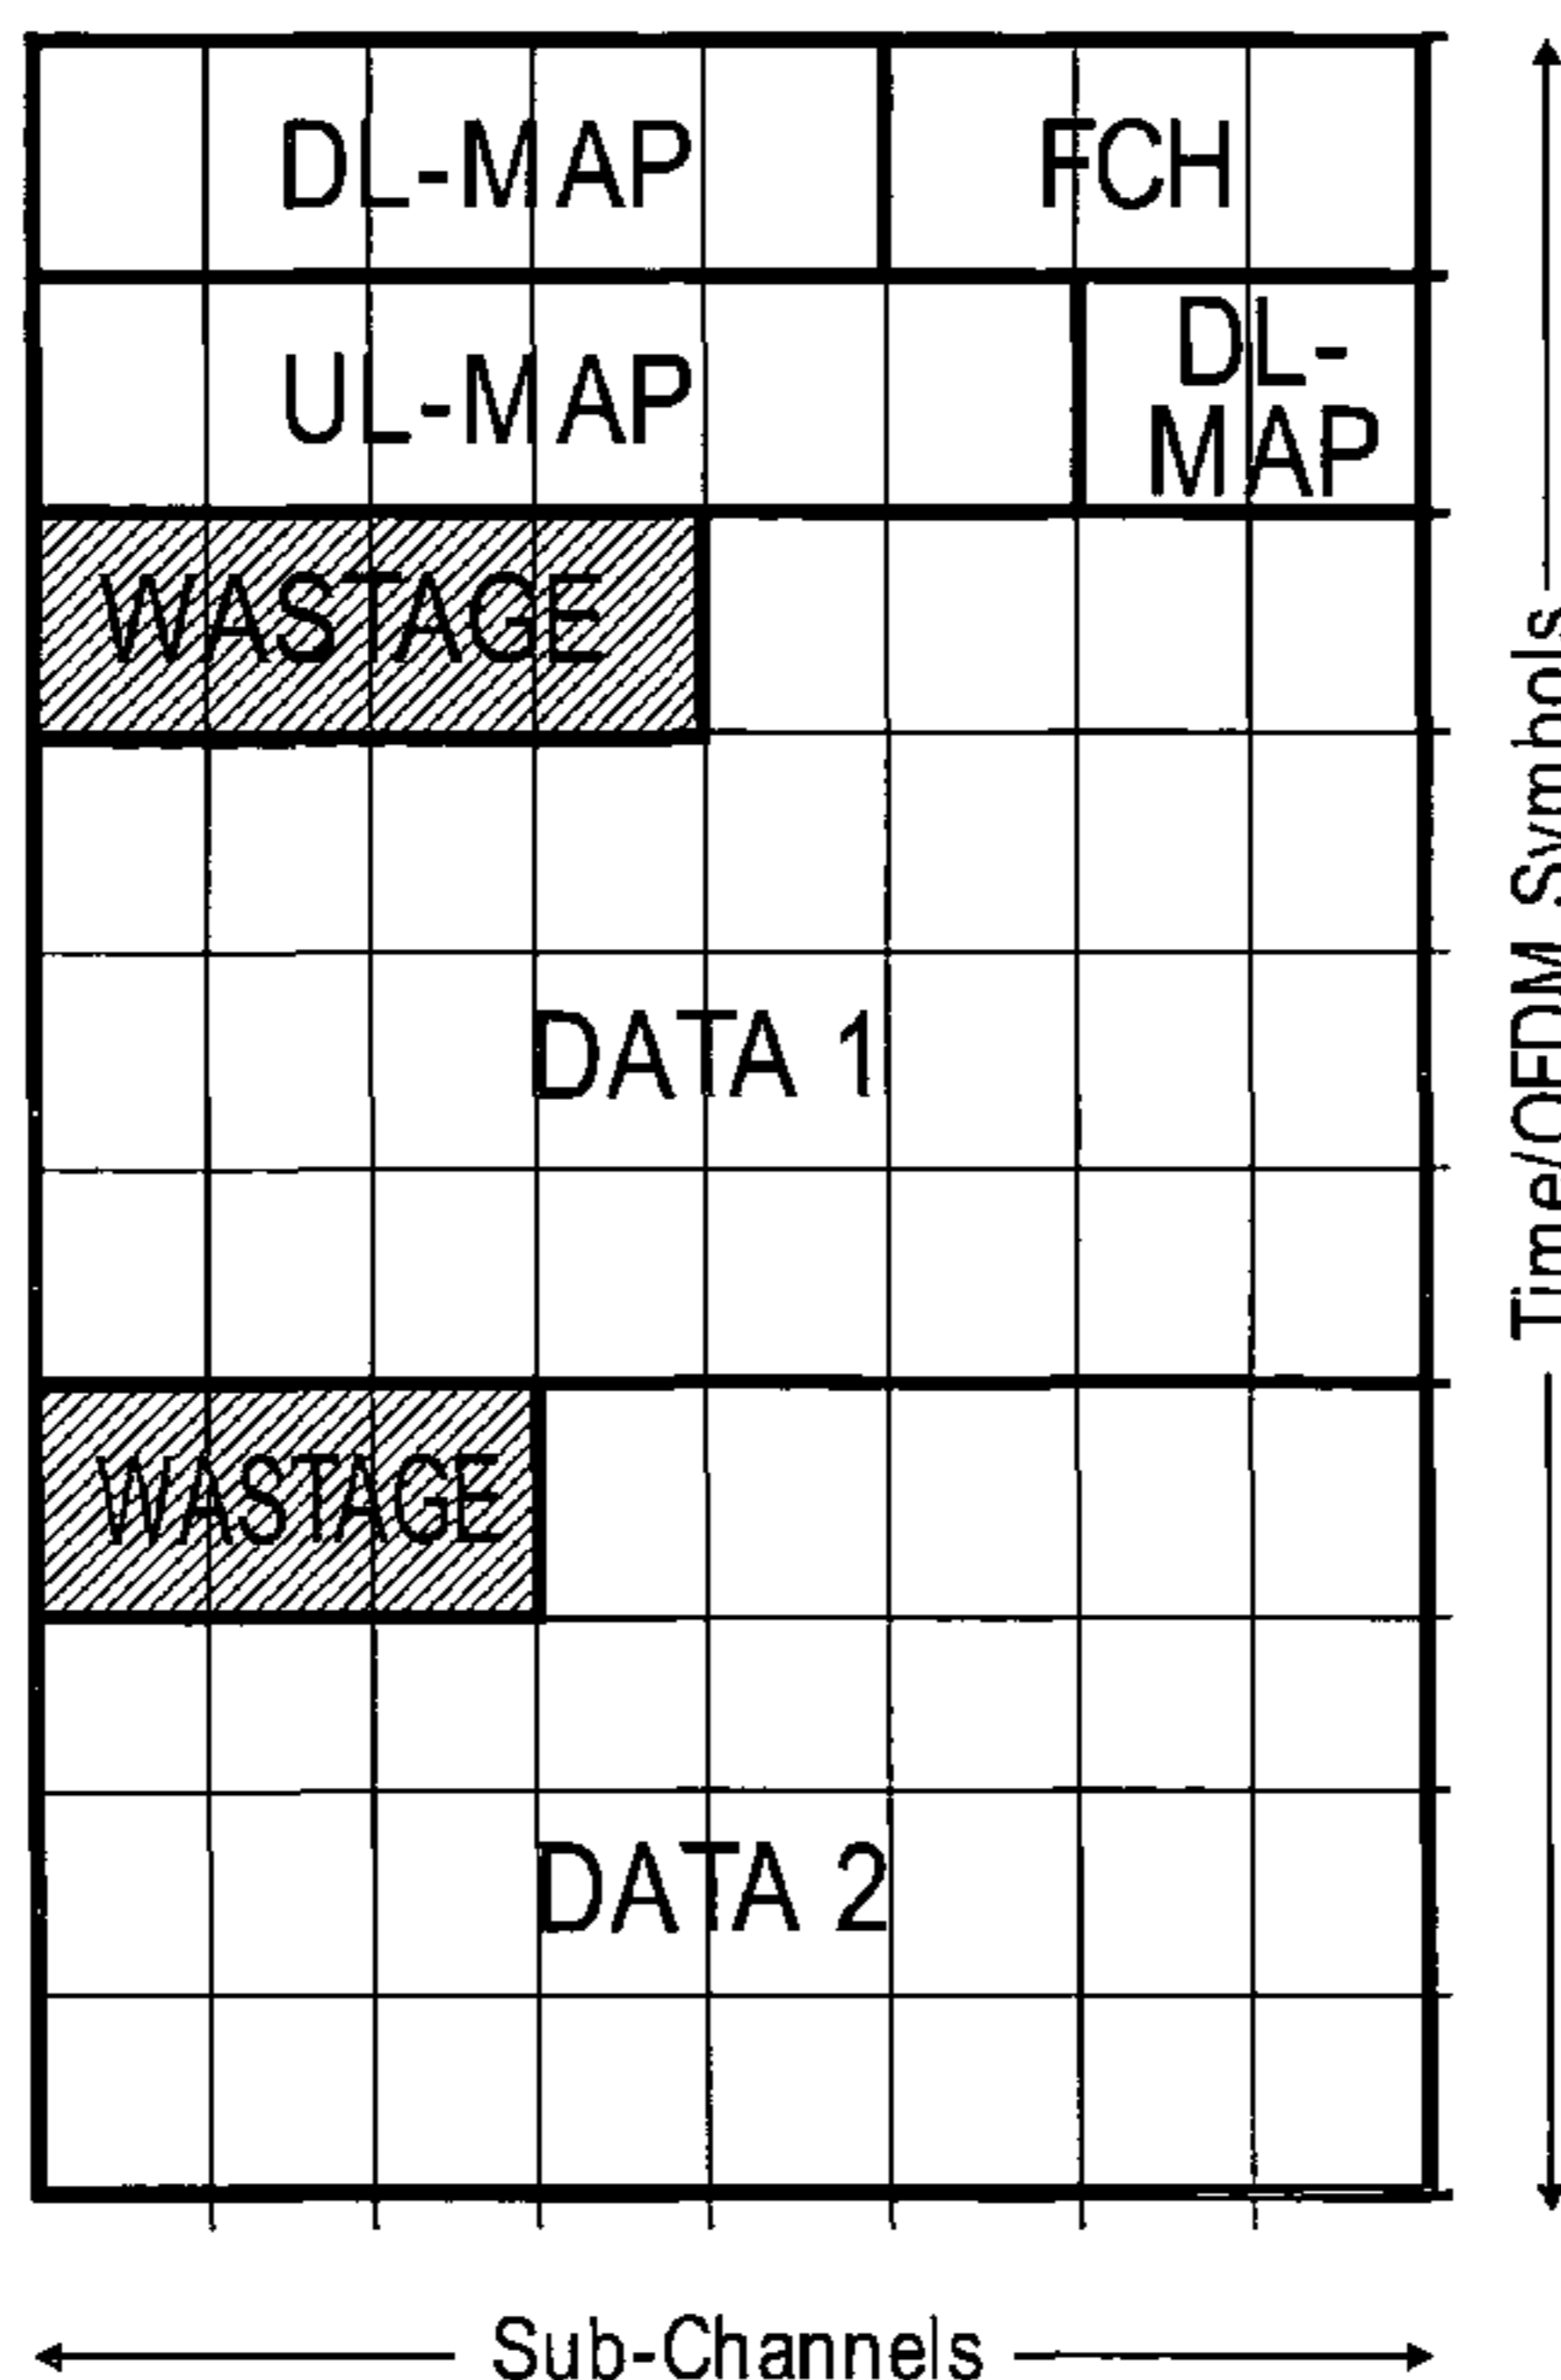 DL-MAP
FCH
UL-MAP
DL-
MAP
WASTAGE
DATA 1
WASTAGE
DATA 2
Time/OFDM Symbols
Sub-Channels